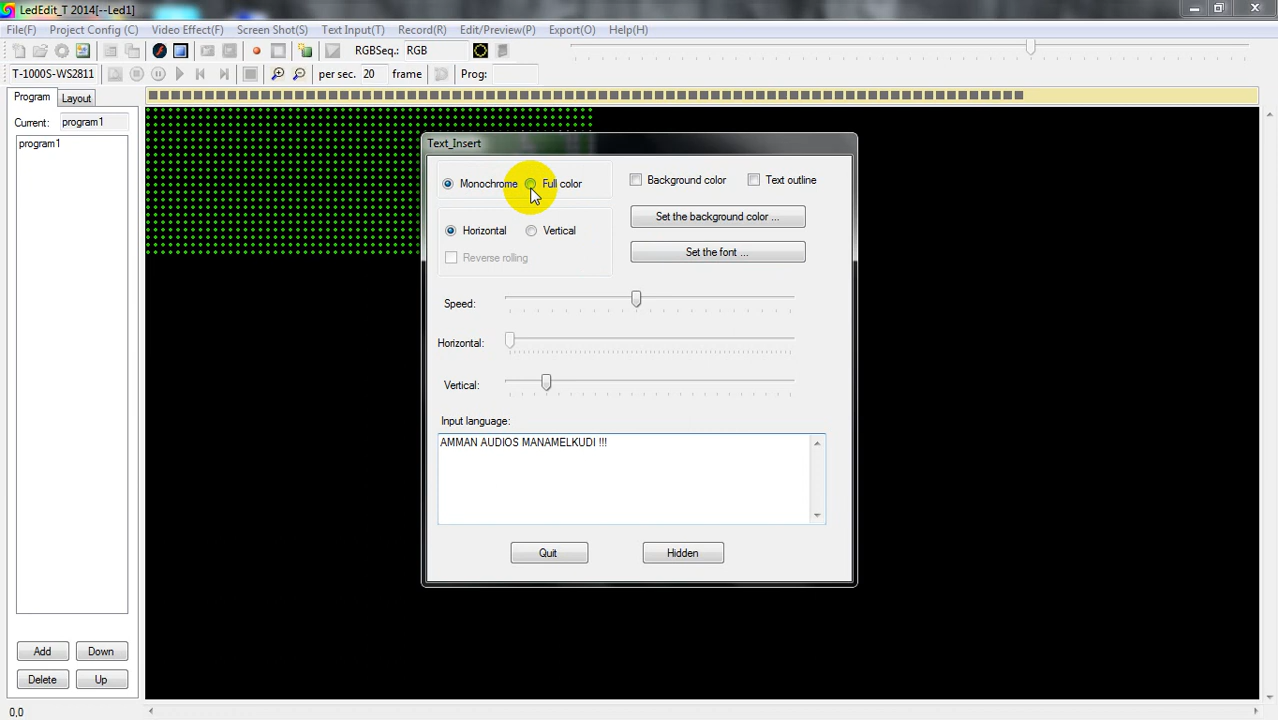 LedEdit_T 2014[--Led1]
File(F) Project Config (C) Video Effect(F) Screen Shot(S) Text Input(T) Record(R) Edit/Preview(P) Export(O) Help(H)
RGBSeq.: RGB
T-1000S-WS2811 per sec. 20 frame Prog:
Program Layout
Current: program1
program1
Text_Insert
Monochrome Full color Background color Text outline
Set the background color ...
Horizontal Vertical
Set the font ...
Reverse rolling
Speed:
Horizontal:
Vertical:
Input language:
AMMAN AUDIOS MANAMELKUDI !!!
Quit Hidden
Add Down
Delete Up
0,0